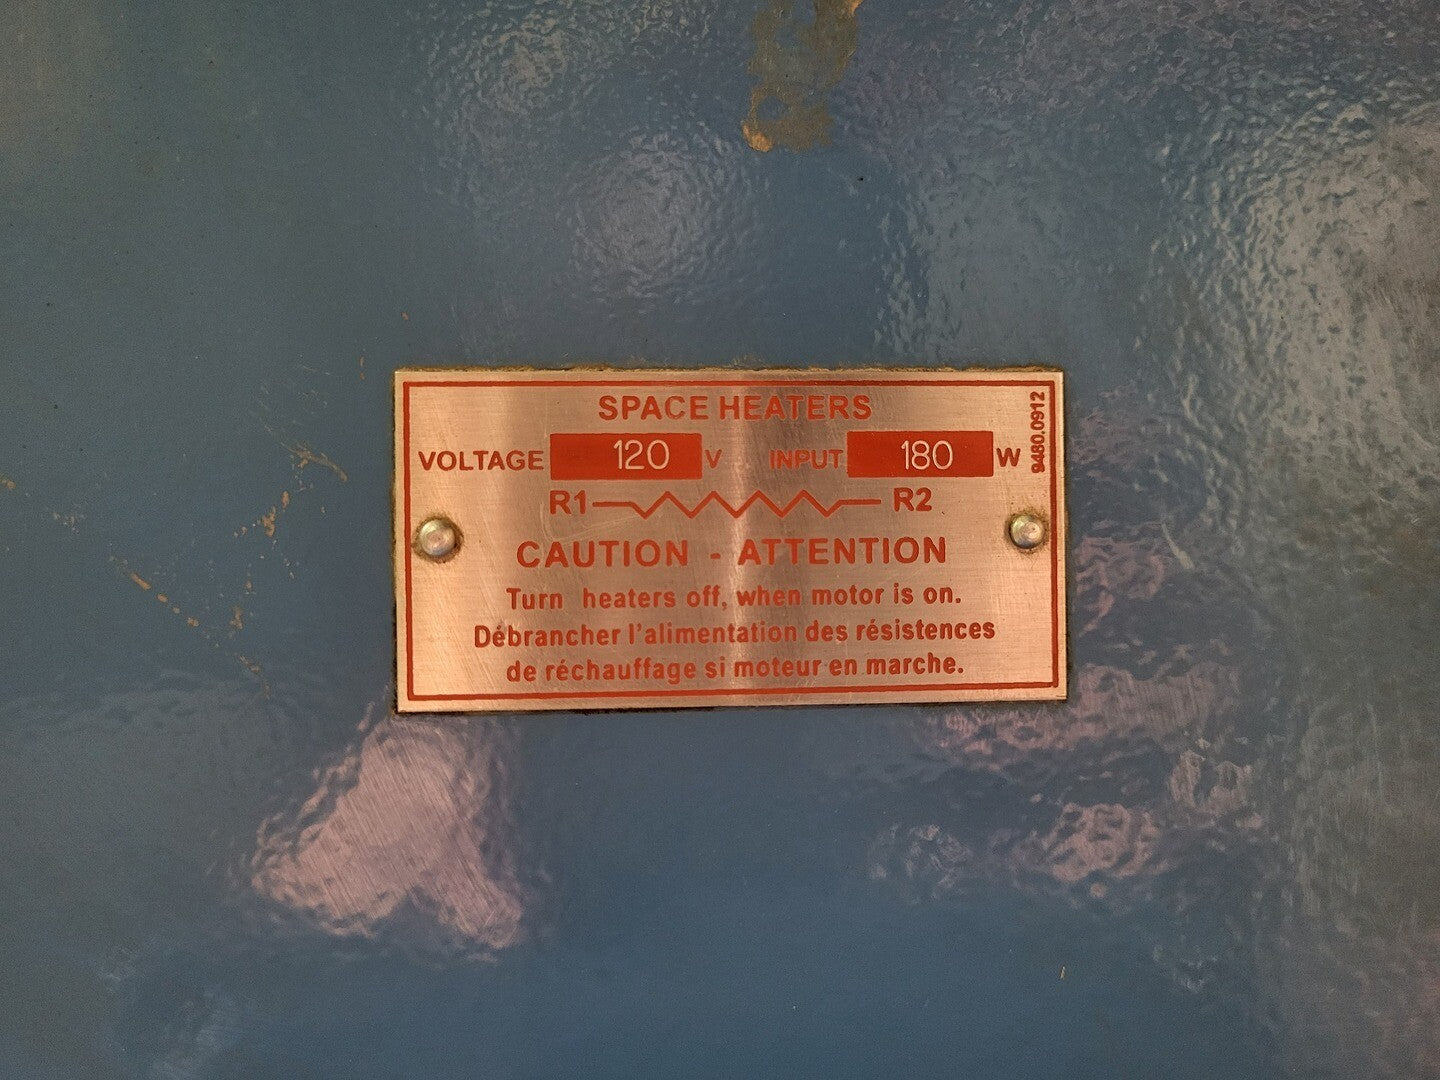 SPACE HEATERS
VOLTAGE 120 V INPUT 180 W
9480.0912
R1 R2
CAUTION - ATTENTION
Turn heaters off, when motor is on.
Débrancher l'alimentation des résistences
de réchauffage si moteur en marche.